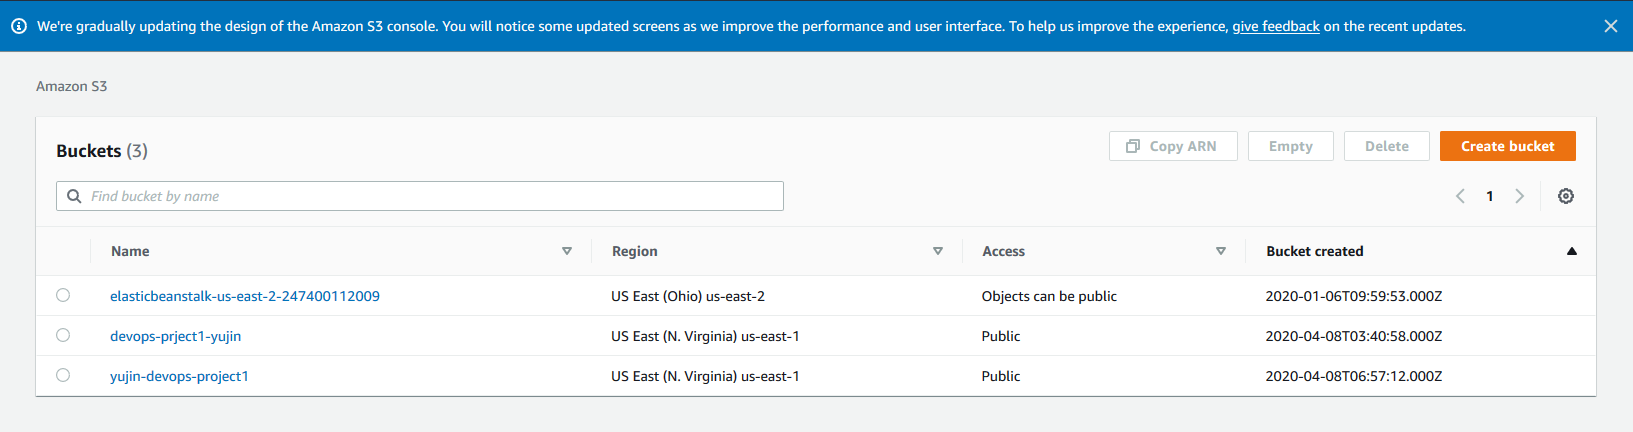 We're gradually updating the design of the Amazon S3 console. You will notice some updated screens as we improve the performance and user interface. To help us improve the experience, give feedback on the recent updates.
Amazon S3
Buckets (3)
Copy ARN
Empty
Delete
Create bucket
Find bucket by name
1
Name Region Access Bucket created
elasticbeanstalk-us-east-2-247400112009 US East (Ohio) us-east-2 Objects can be public 2020-01-06T09:59:53.000Z
devops-prject1-yujin US East (N. Virginia) us-east-1 Public 2020-04-08T03:40:58.000Z
yujin-devops-project1 US East (N. Virginia) us-east-1 Public 2020-04-08T06:57:12.000Z